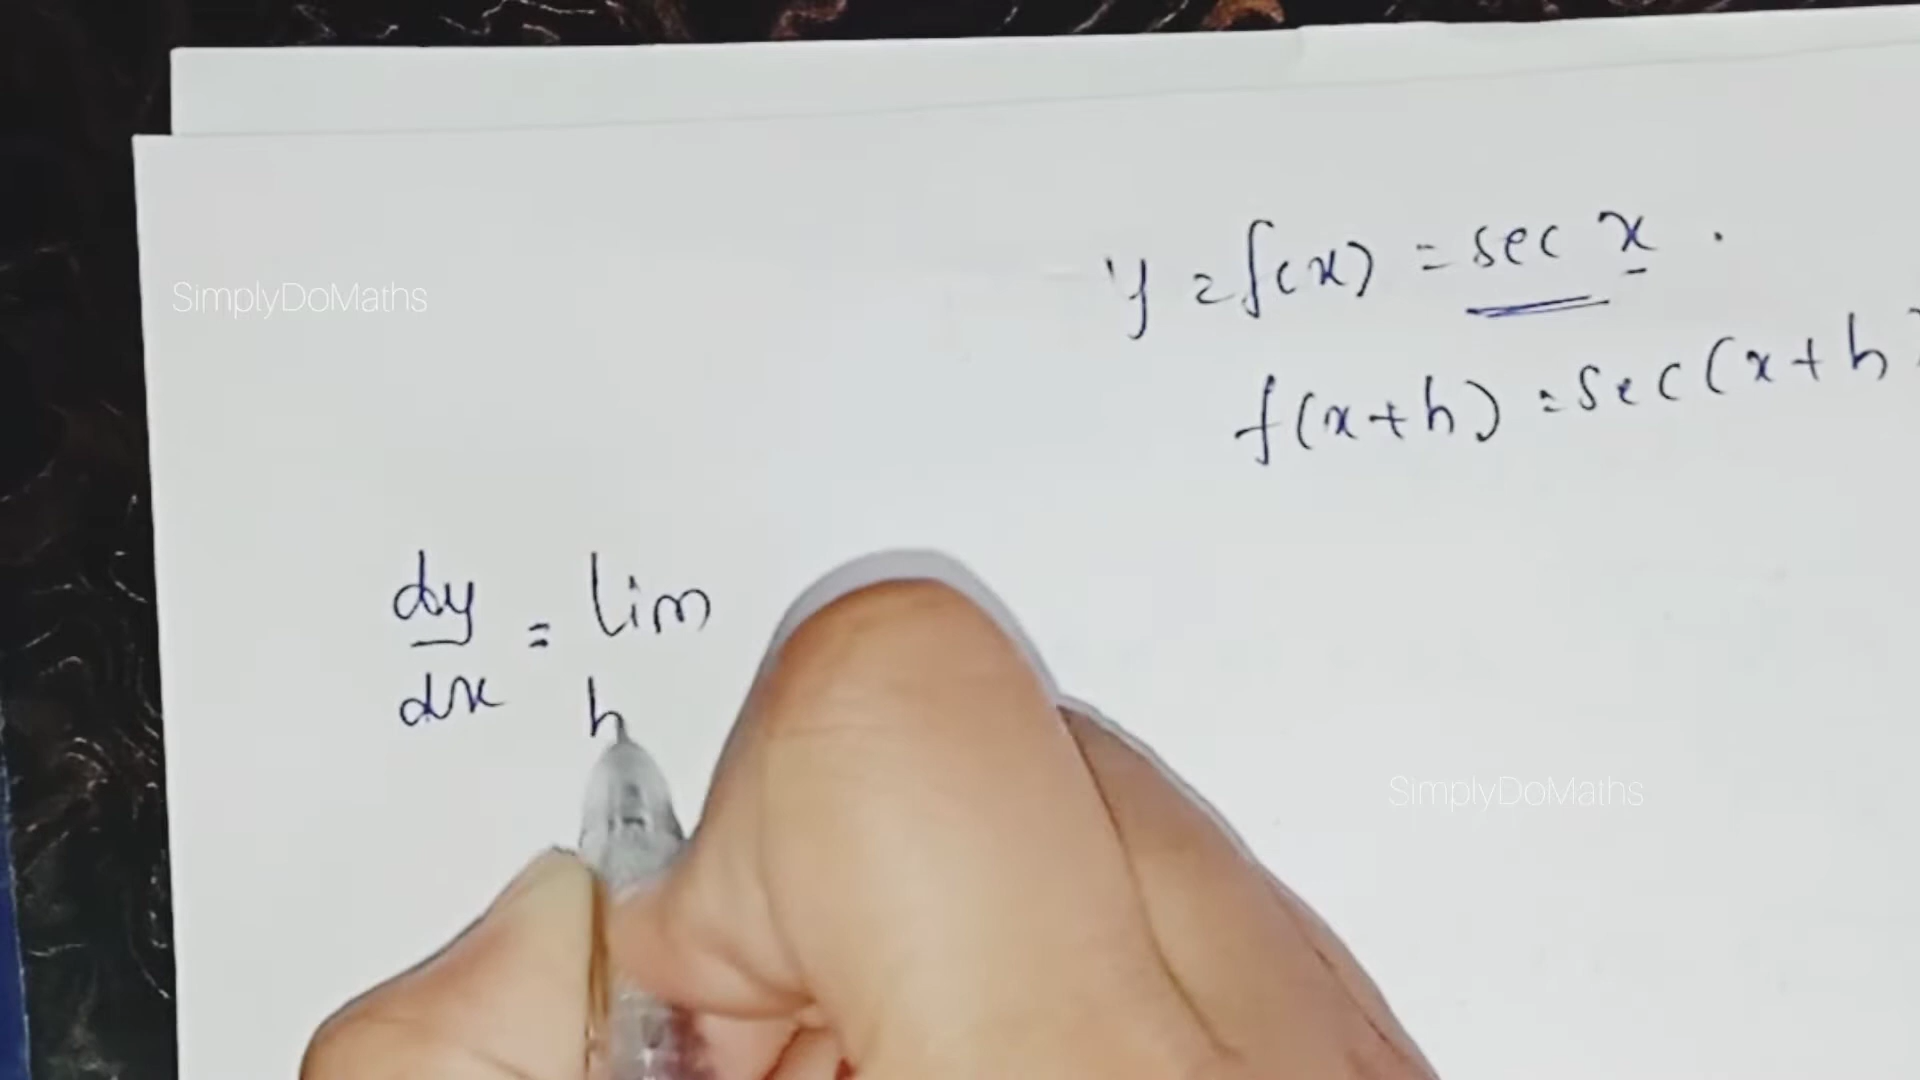 y = f(x) = sec x .
SimplyDoMaths
f(x+h) = sec(x+h)
dy/dx = lim
h
SimplyDoMaths